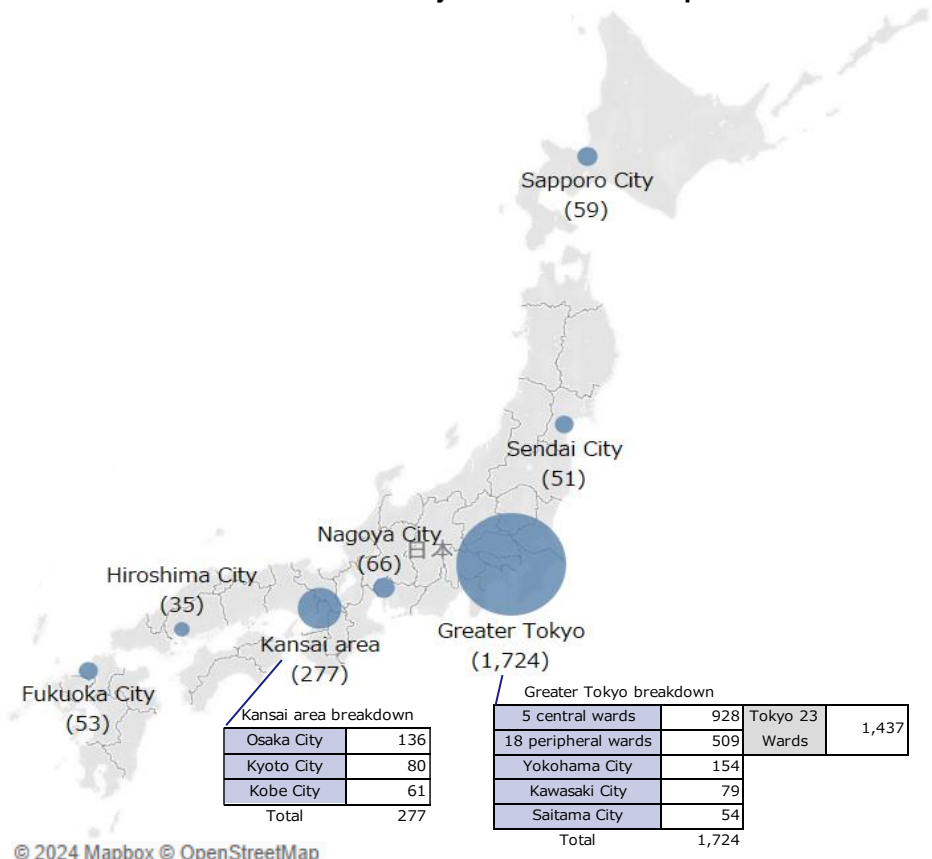 Sapporo City
(59)
Sendai City
(51)
Nagoya City
(66)
日本
Hiroshima City
(35)
Kansai area
(277)
Greater Tokyo
(1,724)
Fukuoka City
(53)
Kansai area breakdown
Osaka City 136
Kyoto City 80
Kobe City 61
Total 277
Greater Tokyo breakdown
5 central wards 928 Tokyo 23 Wards 1,437
18 peripheral wards 509
Yokohama City 154
Kawasaki City 79
Saitama City 54
Total 1,724
© 2024 Mapbox © OpenStreetMap